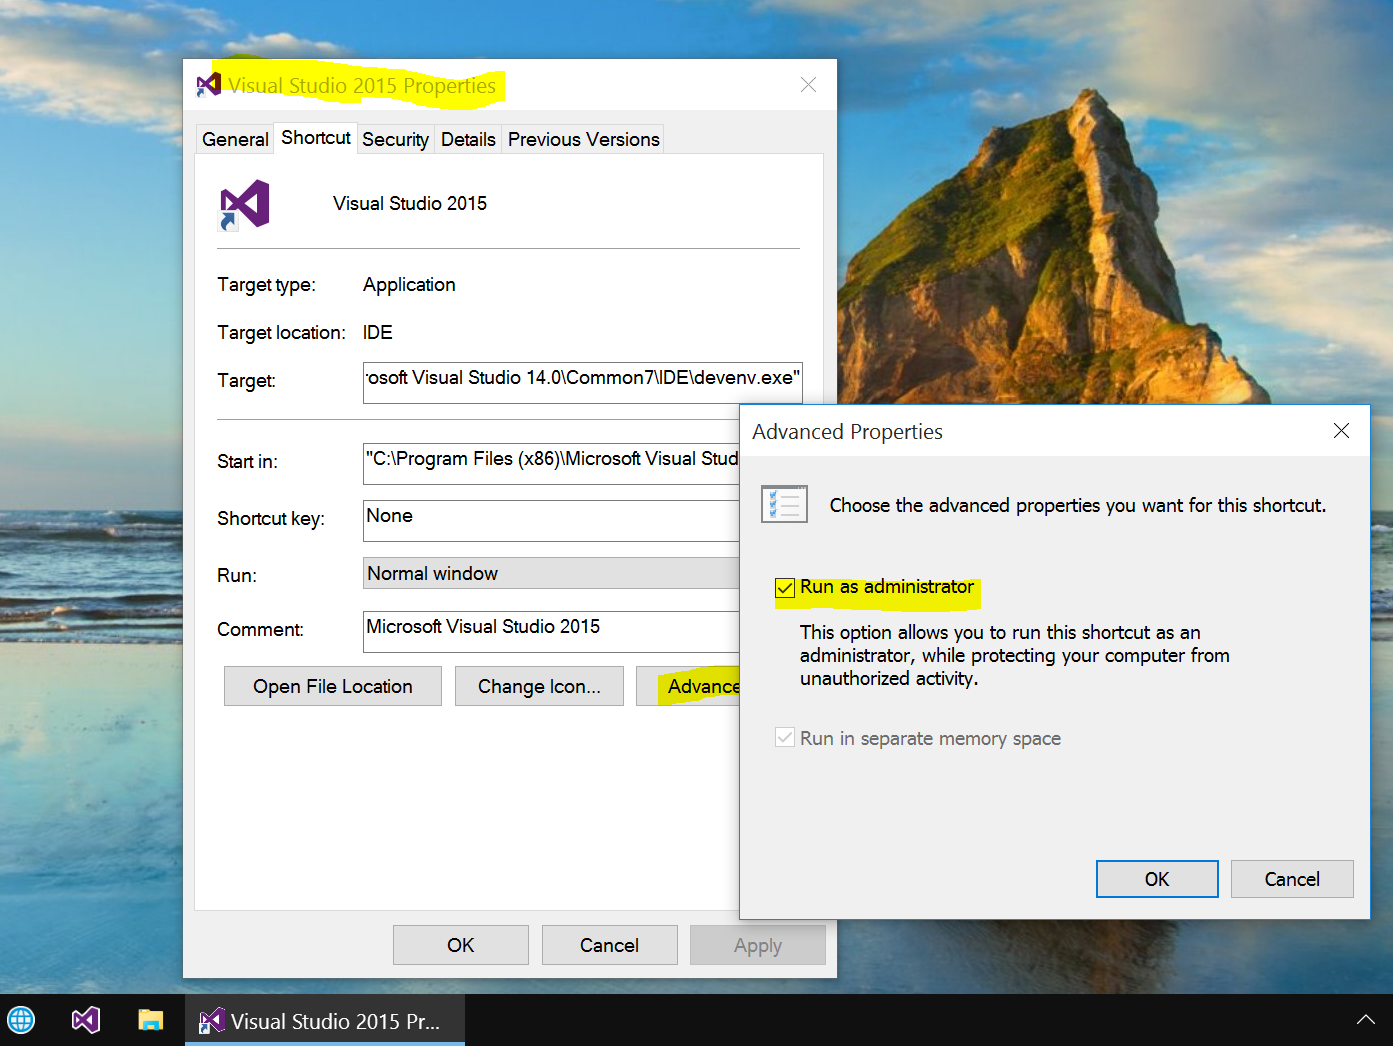 Visual Studio 2015 Properties
General Shortcut Security Details Previous Versions
Visual Studio 2015
Target type: Application
Target location: IDE
Target: rosoft Visual Studio 14.0\Common7\IDE\devenv.exe"
Start in: "C:\Program Files (x86)\Microsoft Visual Stud
Shortcut key: None
Run: Normal window
Comment: Microsoft Visual Studio 2015
Open File Location Change Icon... Advance
OK Cancel Apply
Advanced Properties
Choose the advanced properties you want for this shortcut.
Run as administrator
This option allows you to run this shortcut as an
administrator, while protecting your computer from
unauthorized activity.
Run in separate memory space
OK Cancel
Visual Studio 2015 Pr...